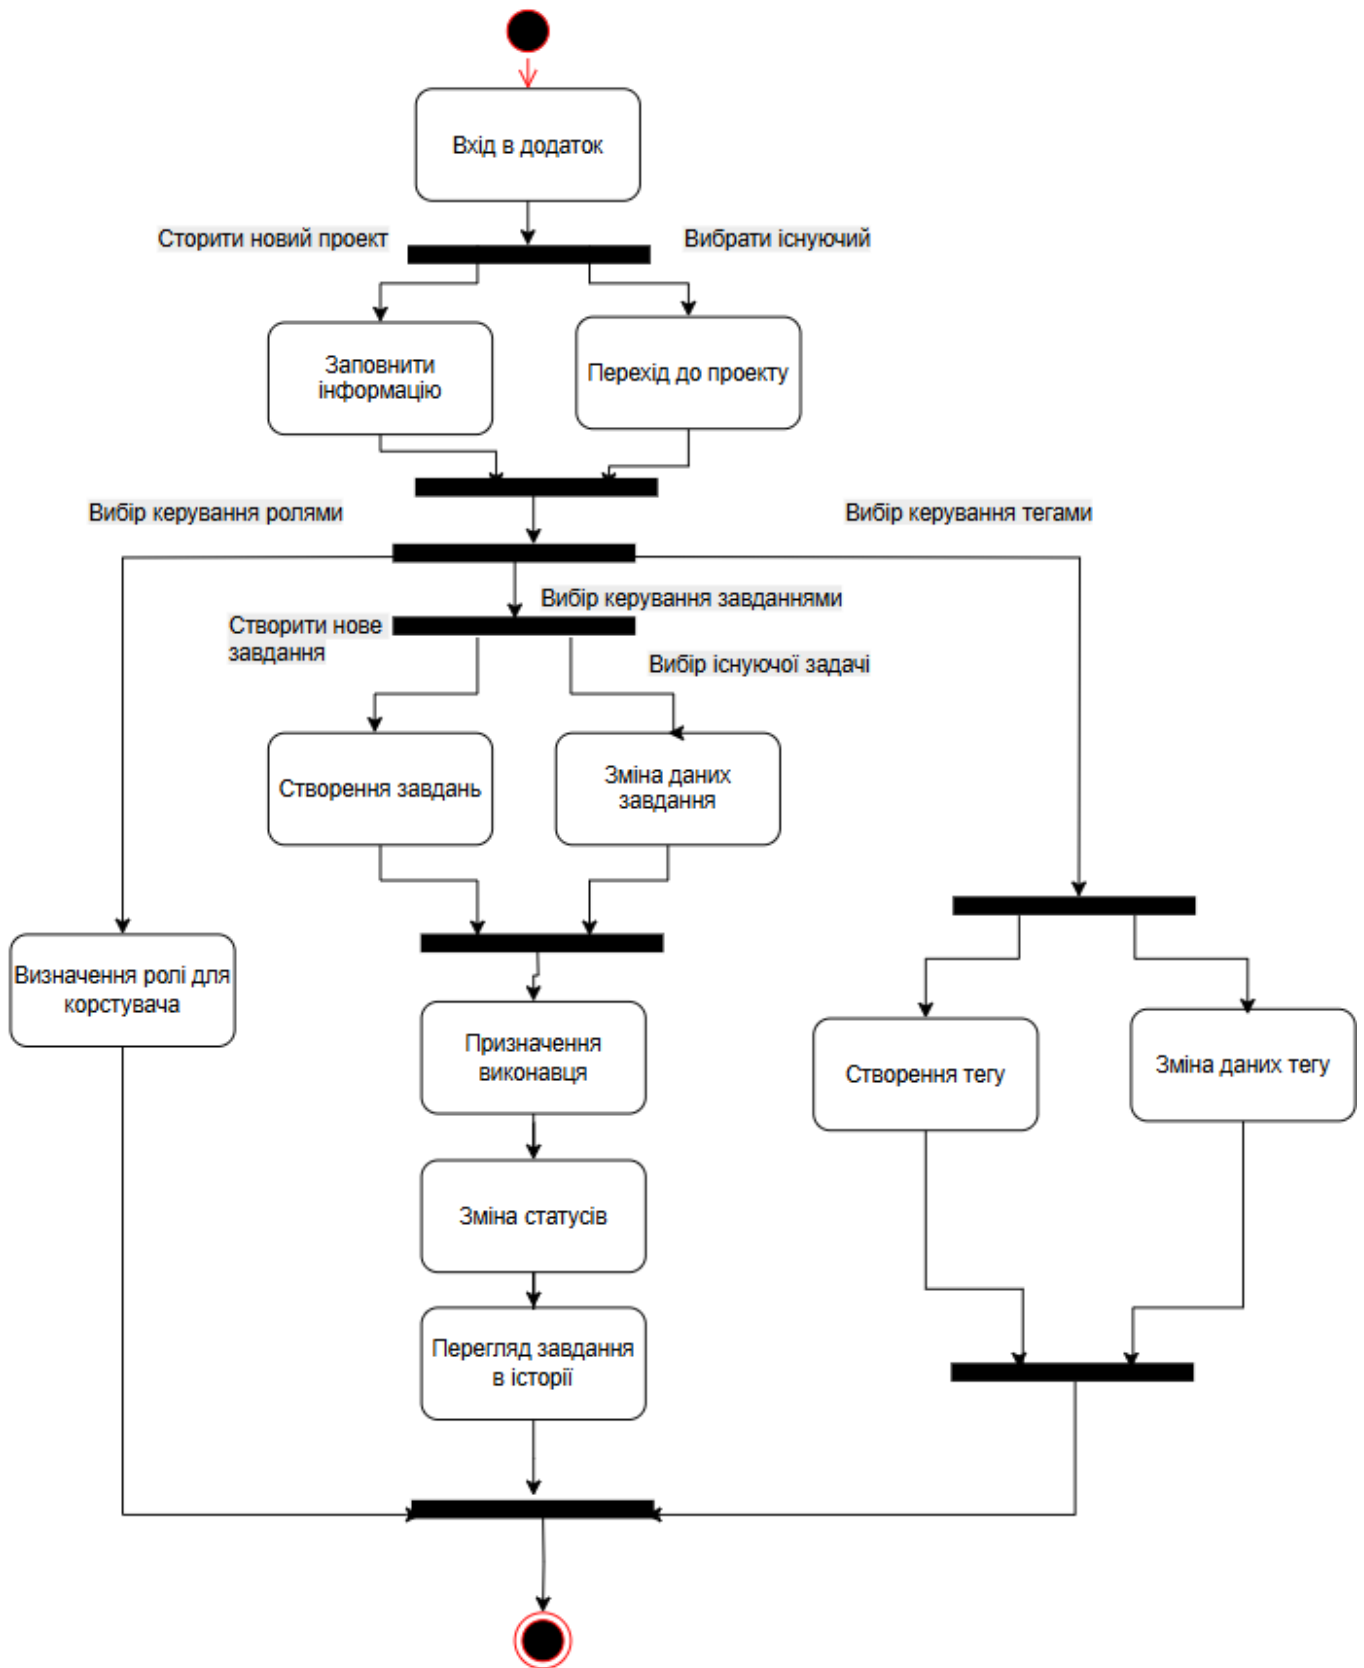 Вхід в додаток
Сторити новий проект
Вибрати існуючий
Заповнити
інформацію
Перехід до проекту
Вибір керування ролями
Вибір керування тегами
Вибір керування завданнями
Створити нове
завдання
Вибір існуючої задачі
Створення завдань
Зміна даних
завдання
Визначення ролі для
корстувача
Призначення
виконавця
Створення тегу
Зміна даних тегу
Зміна статусів
Перегляд завдання
в історії